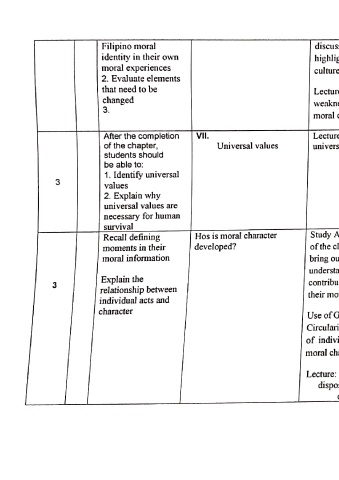 Filipino moral
identity in their own
moral experiences
2. Evaluate elements
that need to be
changed
3.
discus
highlig
culture
Lecture
weakne
moral c
3
After the completion
of the chapter,
students should
be able to:
1. Identify universal
values
2. Explain why
universal values are
necessary for human
survival
VII.
Universal values
Lecture
univers
3
Recall defining
moments in their
moral information
Explain the
relationship between
individual acts and
character
Hos is moral character
developed?
Study A
of the cl
bring ou
understa
contribu
their mo
Use of G
Circulari
of indivi
moral cha
Lecture:
dispo